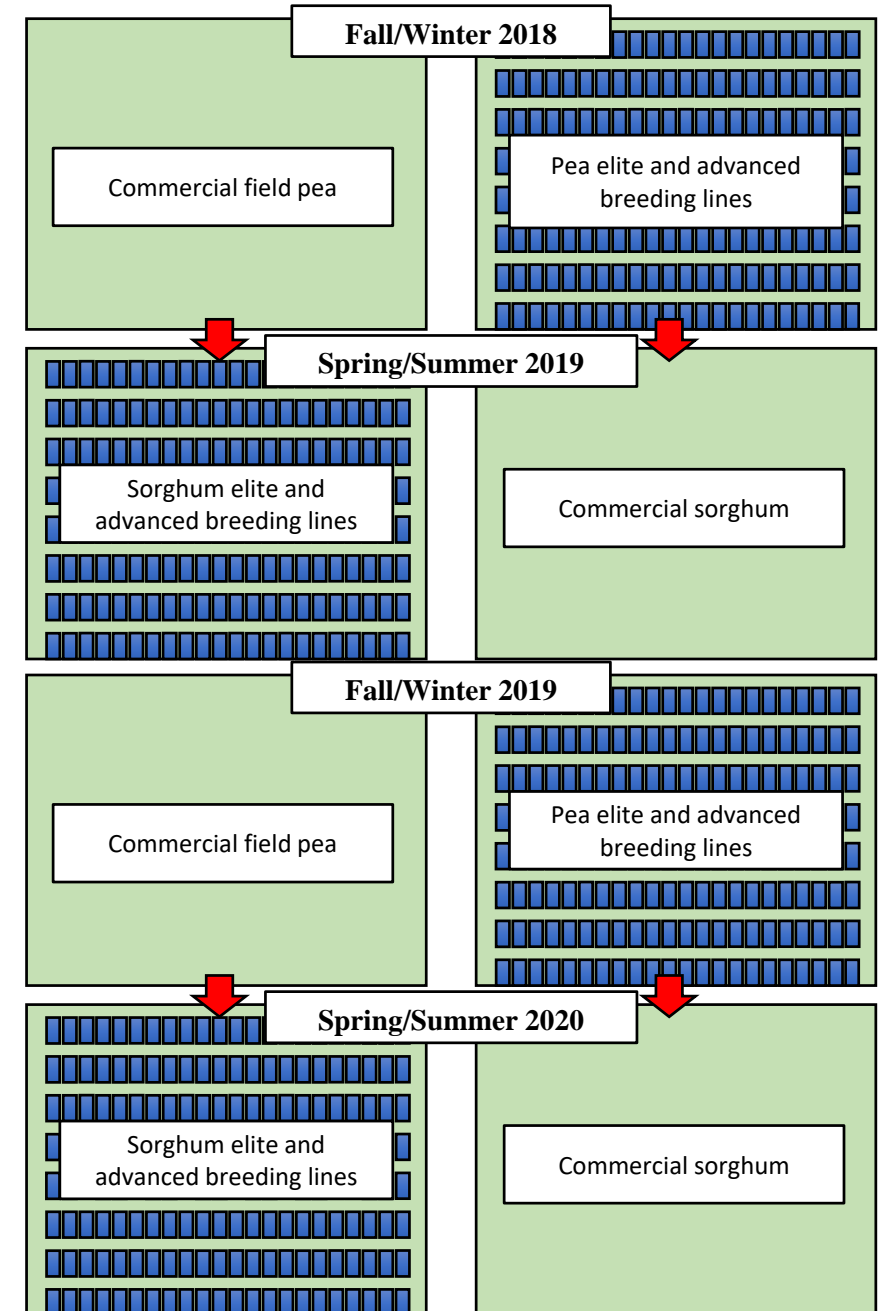 Fall/Winter 2018
Commercial field pea
Pea elite and advanced
breeding lines
Spring/Summer 2019
Sorghum elite and
advanced breeding lines
Commercial sorghum
Fall/Winter 2019
Commercial field pea
Pea elite and advanced
breeding lines
Spring/Summer 2020
Sorghum elite and
advanced breeding lines
Commercial sorghum